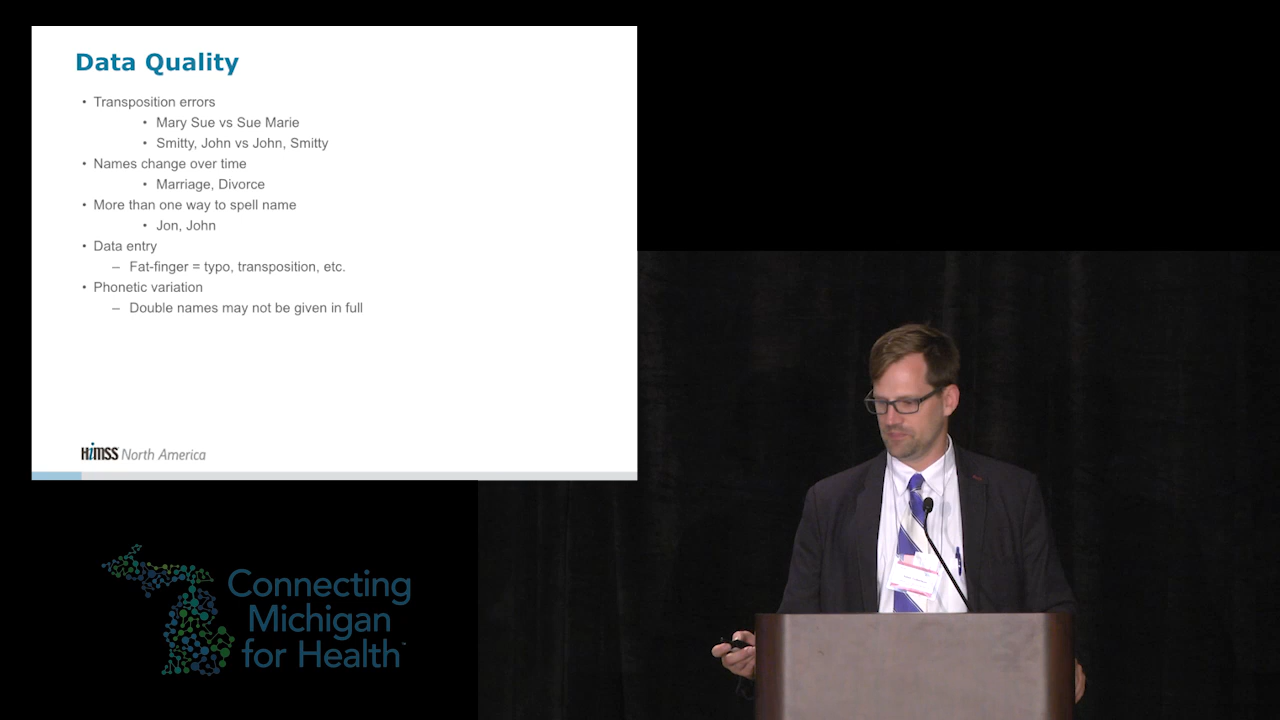 Data Quality
• Transposition errors
• Mary Sue vs Sue Marie
• Smitty, John vs John, Smitty
• Names change over time
• Marriage, Divorce
• More than one way to spell name
• Jon, John
• Data entry
– Fat-finger = typo, transposition, etc.
• Phonetic variation
– Double names may not be given in full
HiMSS North America
Connecting
Michigan
for Health™